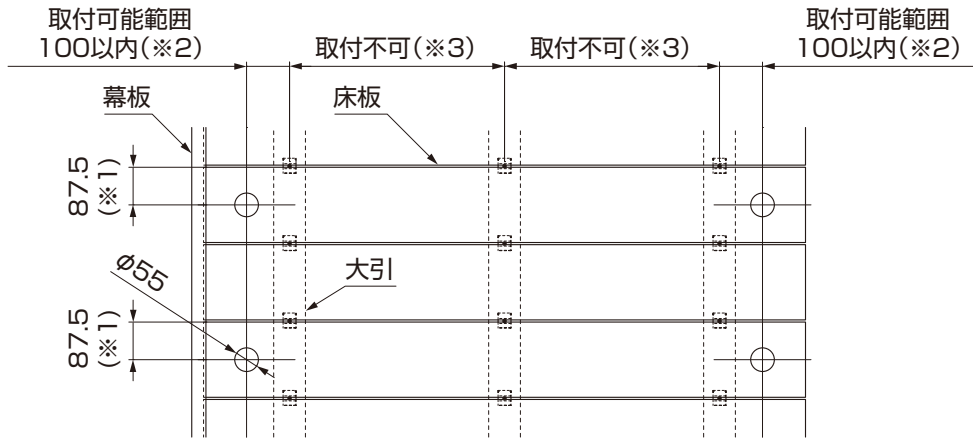 取付可能範囲
100以内(※2)
取付不可(※3)
取付不可(※3)
取付可能範囲
100以内(※2)
幕板
床板
87.5
(※1)
φ55
大引
87.5
(※1)